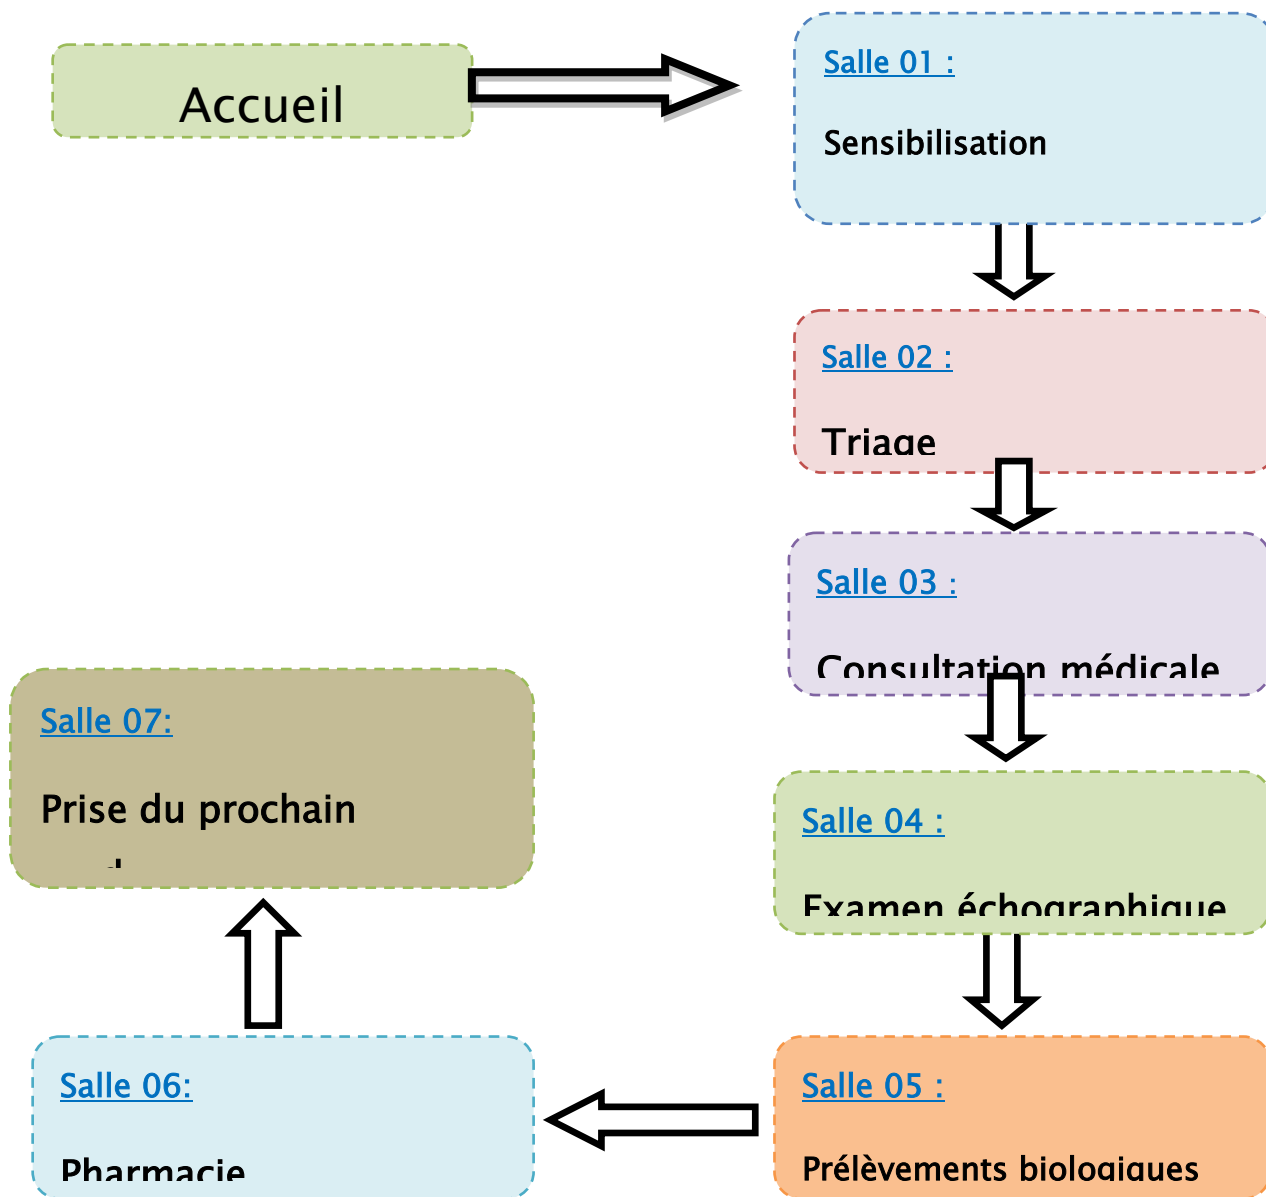 Accueil
Salle 01 :
Sensibilisation
Salle 02 :
Triage
Salle 03 :
Consultation médicale
Salle 04 :
Examen échographique
Salle 05 :
Prélèvements biologiques
Salle 06:
Pharmacie
Salle 07:
Prise du prochain